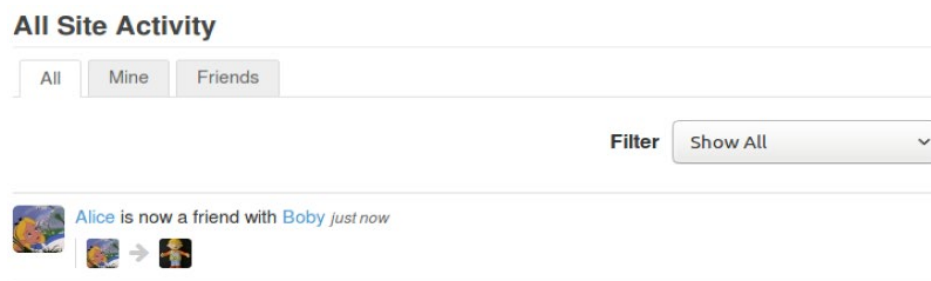 All Site Activity
All Mine Friends
Filter Show All
Alice is now a friend with Boby just now